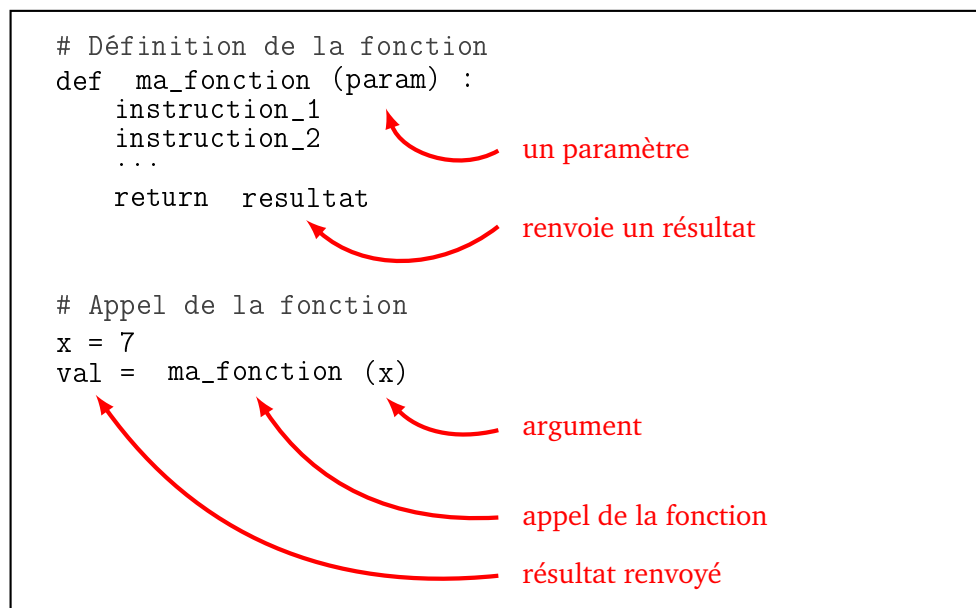 # Définition de la fonction
def ma_fonction (param) :
instruction_1
instruction_2
...
un paramètre
return resultat
renvoie un résultat
# Appel de la fonction
x = 7
val = ma_fonction (x)
argument
appel de la fonction
résultat renvoyé